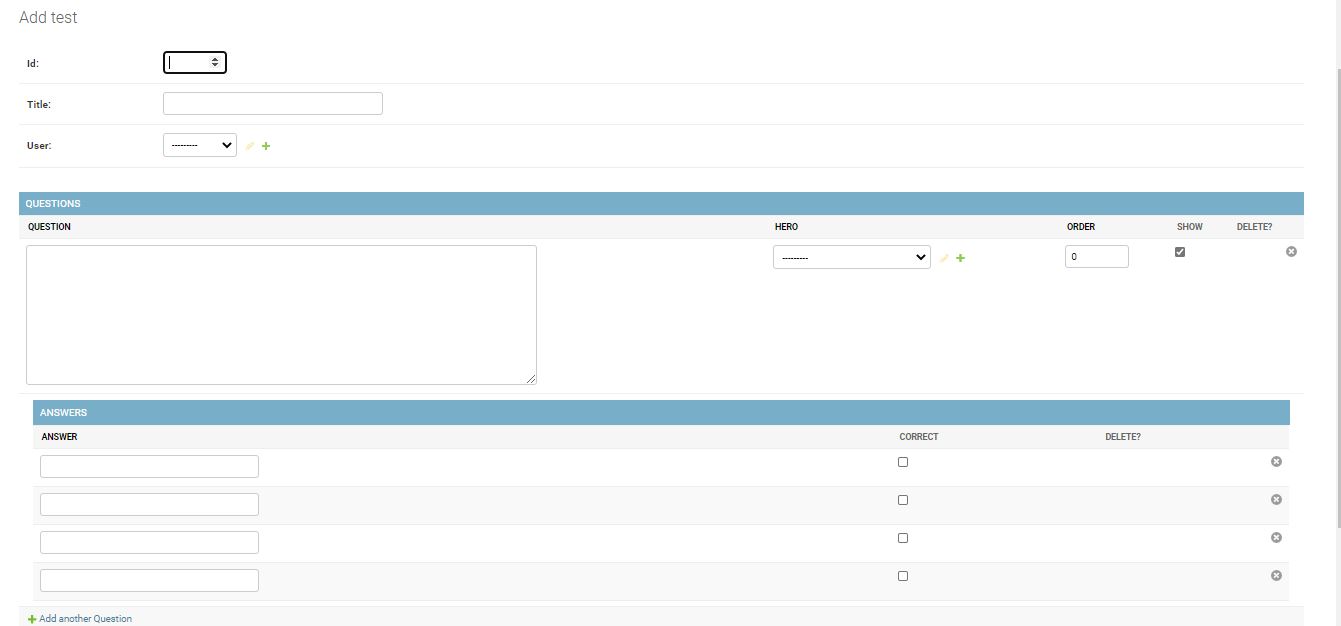 Add test
Id:
Title:
User: ---------
QUESTIONS
QUESTION HERO ORDER SHOW DELETE?
--------- 0
ANSWERS
ANSWER CORRECT DELETE?
Add another Question